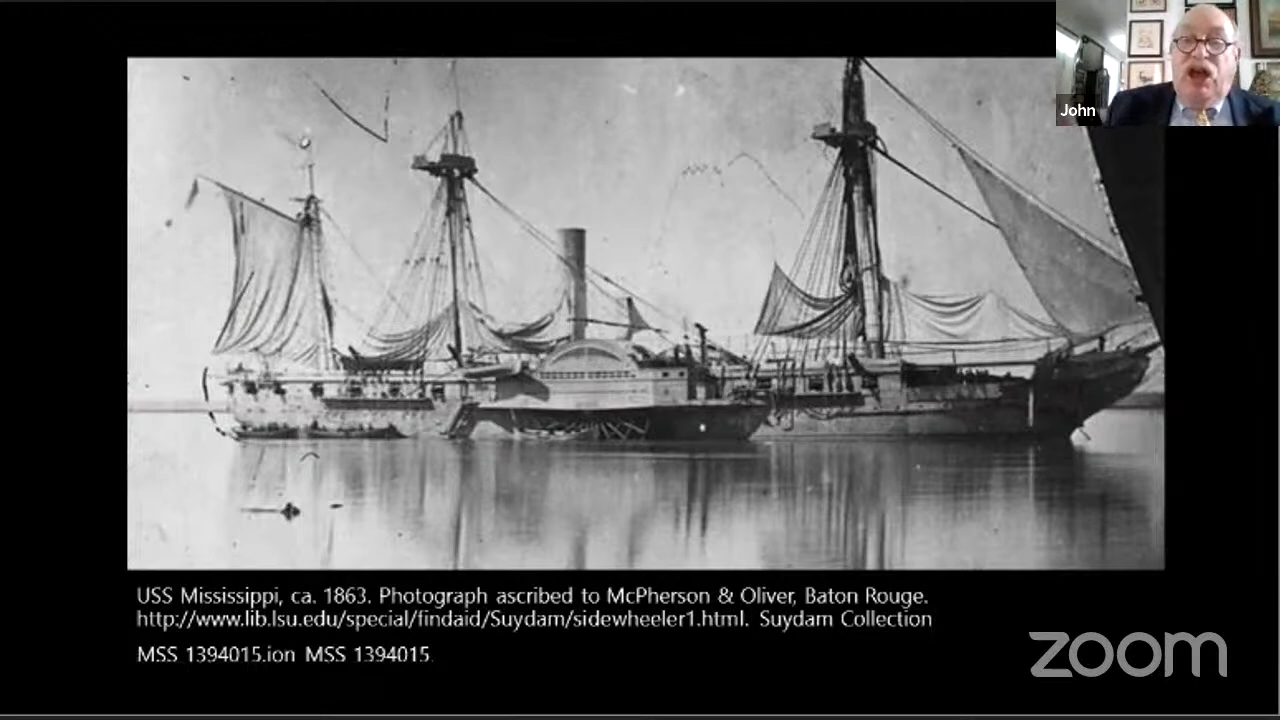 John
USS Mississippi, ca. 1863. Photograph ascribed to McPherson & Oliver, Baton Rouge.
http://www.lib.lsu.edu/special/findaid/Suydam/sidewheeler1.html. Suydam Collection
MSS 1394015.ion MSS 1394015.
zoom